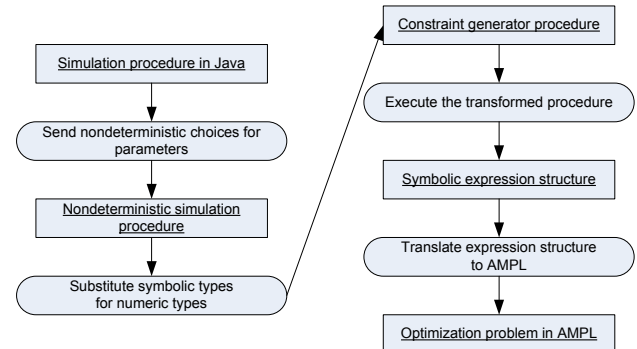 Simulation procedure in Java
Send nondeterministic choices for
parameters
Nondeterministic simulation
procedure
Substitute symbolic types
for numeric types
Constraint generator procedure
Execute the transformed procedure
Symbolic expression structure
Translate expression structure
to AMPL
Optimization problem in AMPL